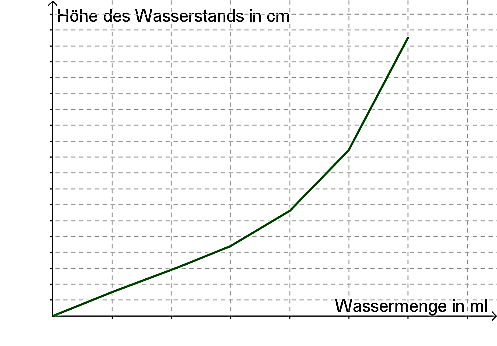 Höhe des Wasserstands in cm
Wassermenge in ml